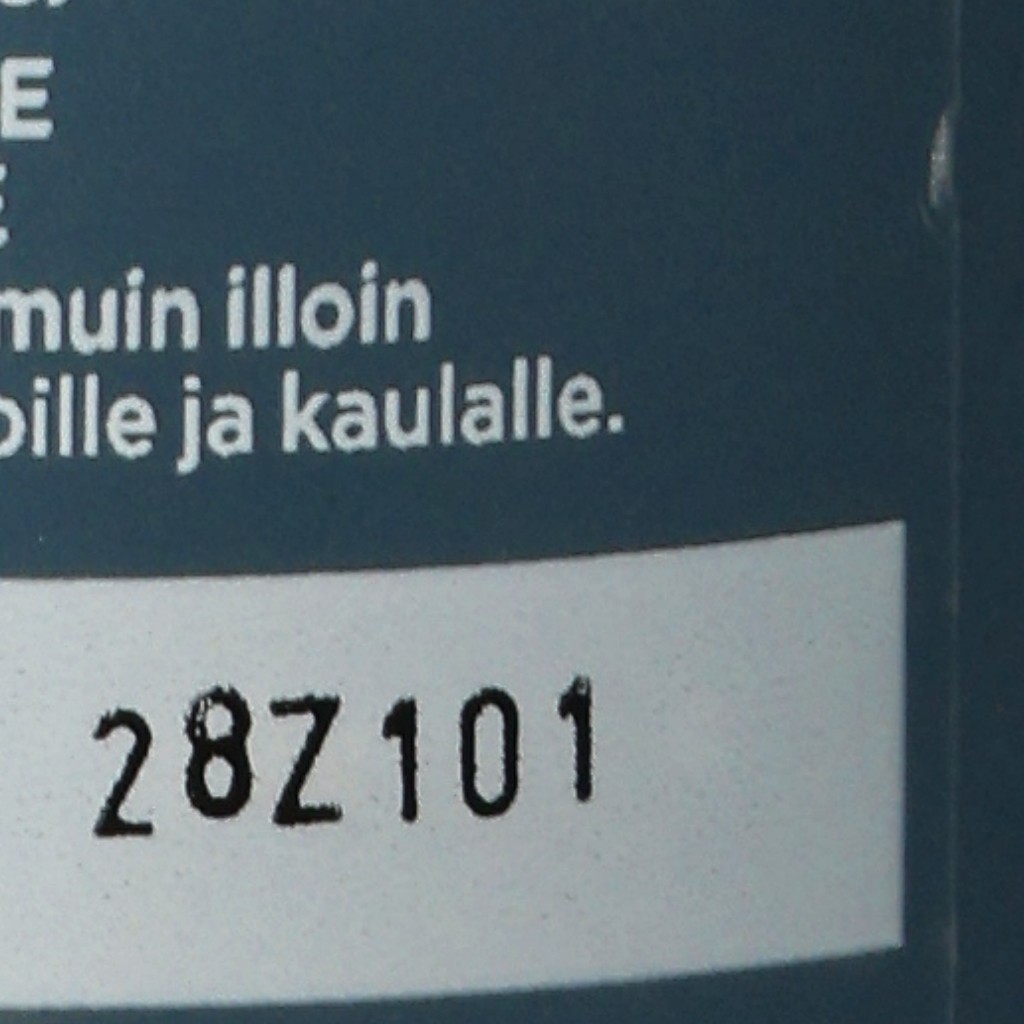 E
E
muin illoin
oille ja kaulalle.
28Z101